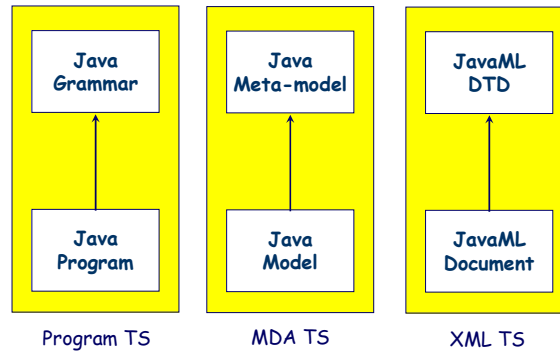 Java
Grammar
Java
Program
Program TS
Java
Meta-model
Java
Model
MDA TS
JavaML
DTD
JavaML
Document
XML TS